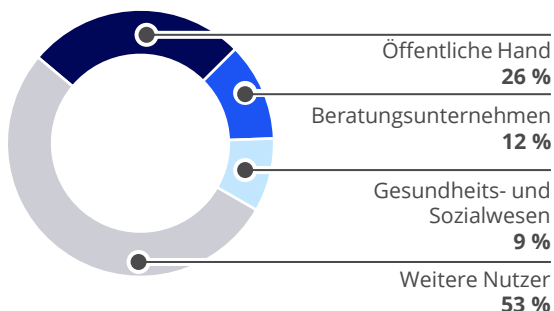 Öffentliche Hand
26 %
Beratungsunternehmen
12 %
Gesundheits- und
Sozialwesen
9 %
Weitere Nutzer
53 %